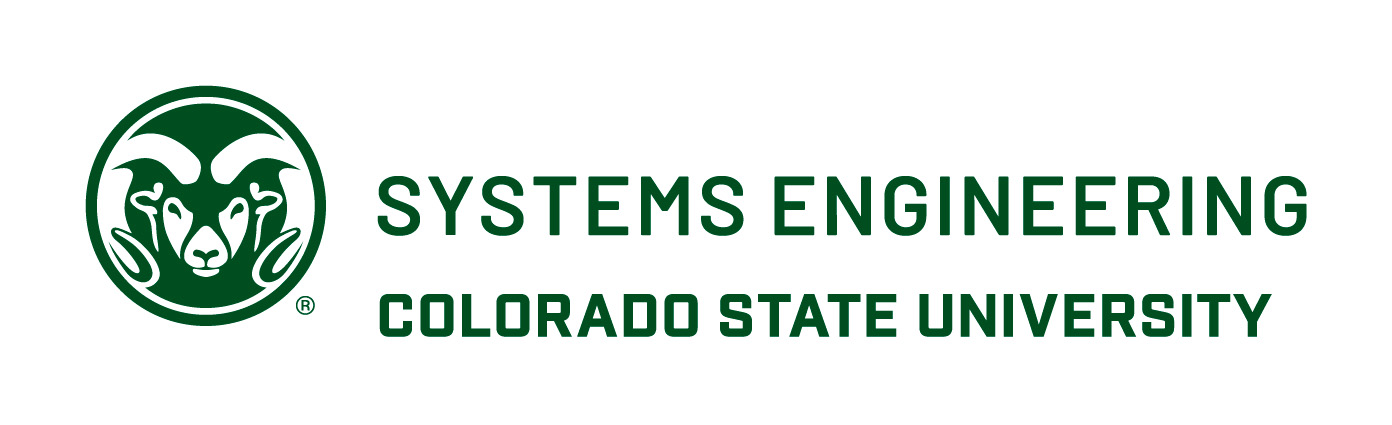 SYSTEMS ENGINEERING
COLORADO STATE UNIVERSITY
®